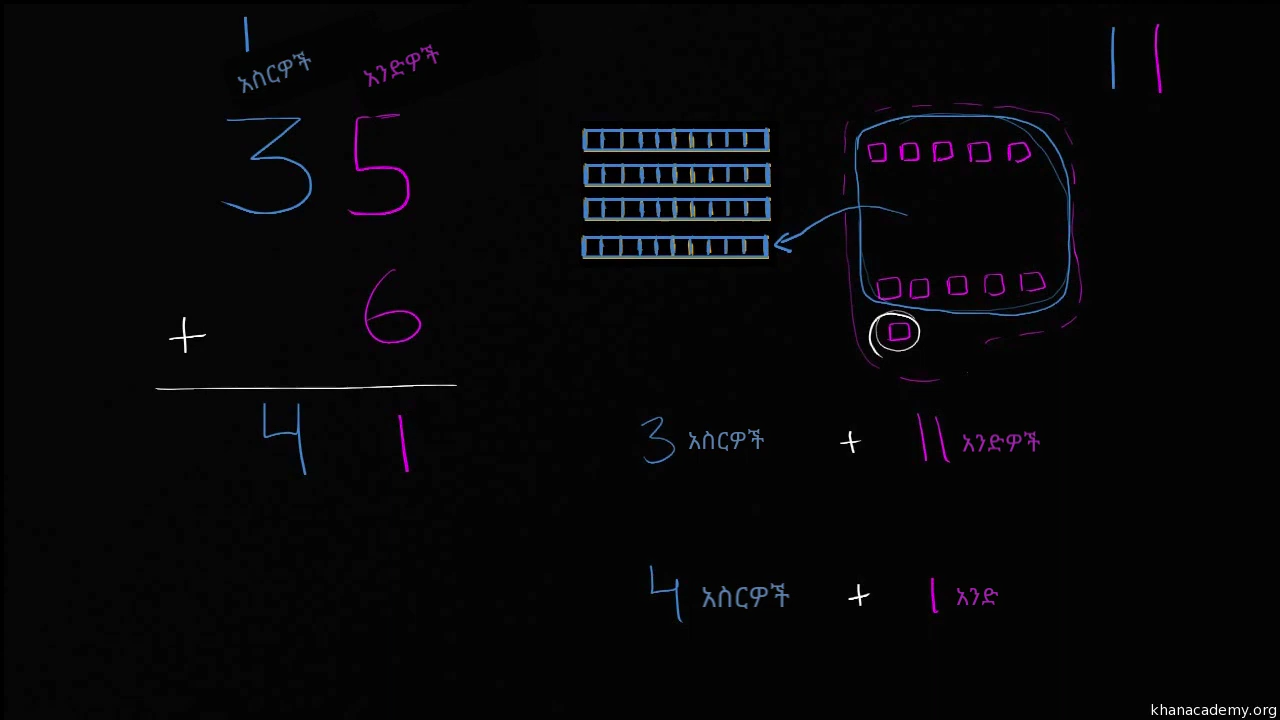 1
አስርዎች አንድዎች
11
35
+ 6
41
3 አስርዎች + 11 አንድዎች
4 አስርዎች + 1 አንድ
khanacademy.org